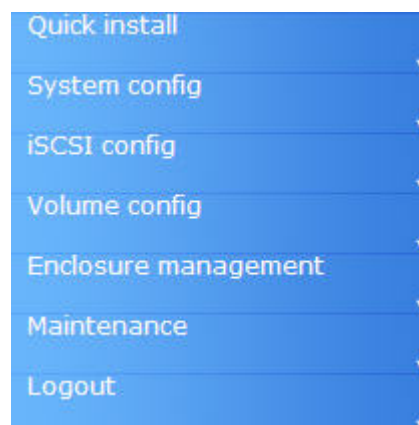 Quick install
System config
iSCSI config
Volume config
Enclosure management
Maintenance
Logout